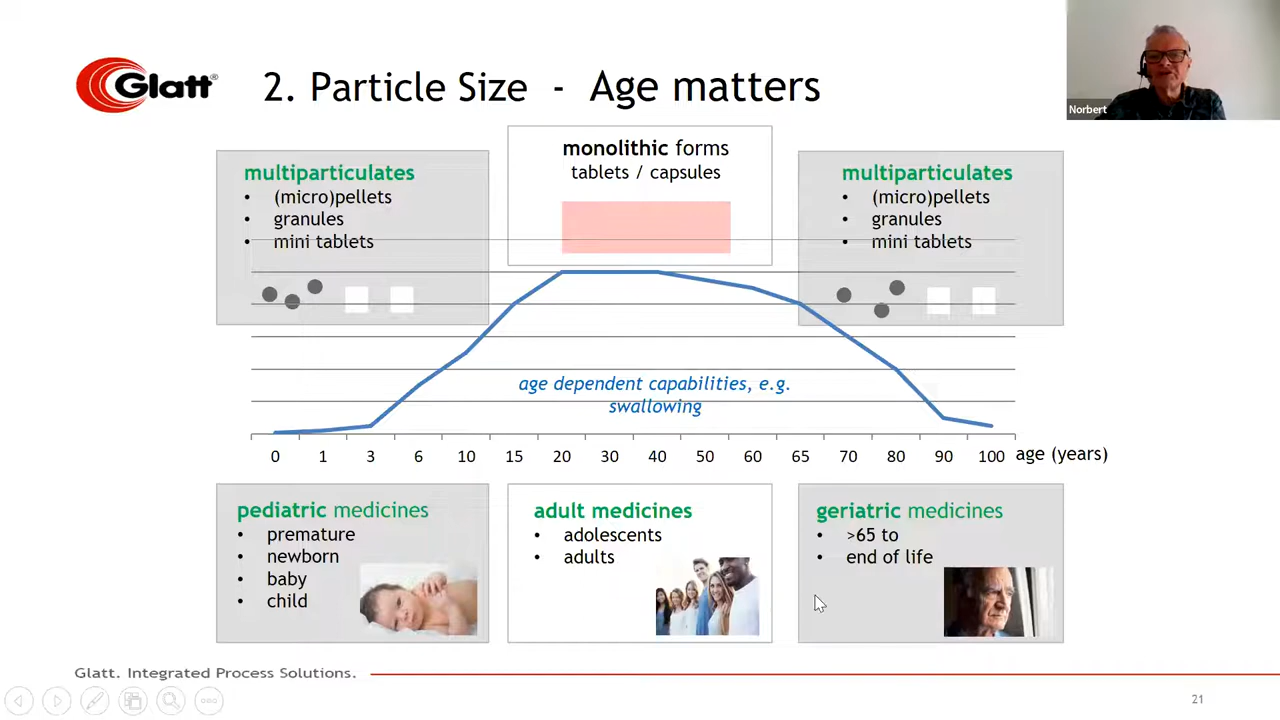 Glatt®
2. Particle Size - Age matters
Norbert
multiparticulates
• (micro)pellets
• granules
• mini tablets
monolithic forms
tablets / capsules
multiparticulates
• (micro)pellets
• granules
• mini tablets
age dependent capabilities, e.g.
swallowing
0 1 3 6 10 15 20 30 40 50 60 65 70 80 90 100 age (years)
pediatric medicines
• premature
• newborn
• baby
• child
adult medicines
• adolescents
• adults
geriatric medicines
• >65 to
• end of life
Glatt. Integrated Process Solutions.
21